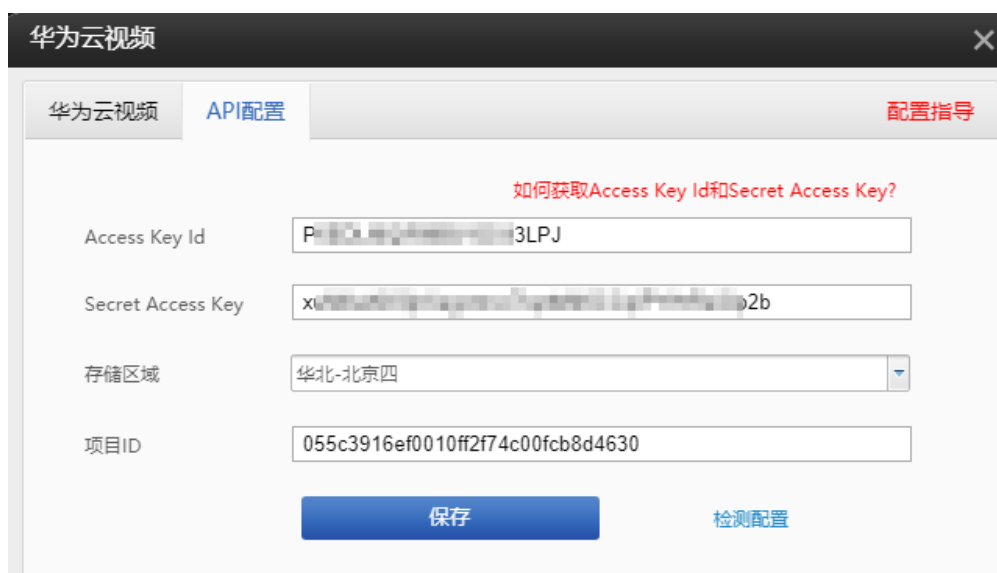 华为云视频
华为云视频 API配置 配置指导
如何获取Access Key Id和Secret Access Key?
Access Key Id P 3LPJ
Secret Access Key p2b
存储区域 华北-北京四
项目ID 055c3916ef0010ff2f74c00fcb8d4630
保存 检测配置